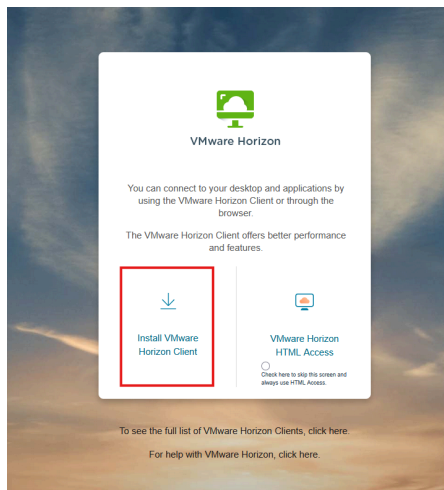 VMware Horizon
You can connect to your desktop and applications by
using the VMware Horizon Client or through the
browser.
The VMware Horizon Client offers better performance
and features.
Install VMware
Horizon Client
VMware Horizon
HTML Access
Check here to skip this screen and
always use HTML Access.
To see the full list of VMware Horizon Clients, click here.
For help with VMware Horizon, click here.